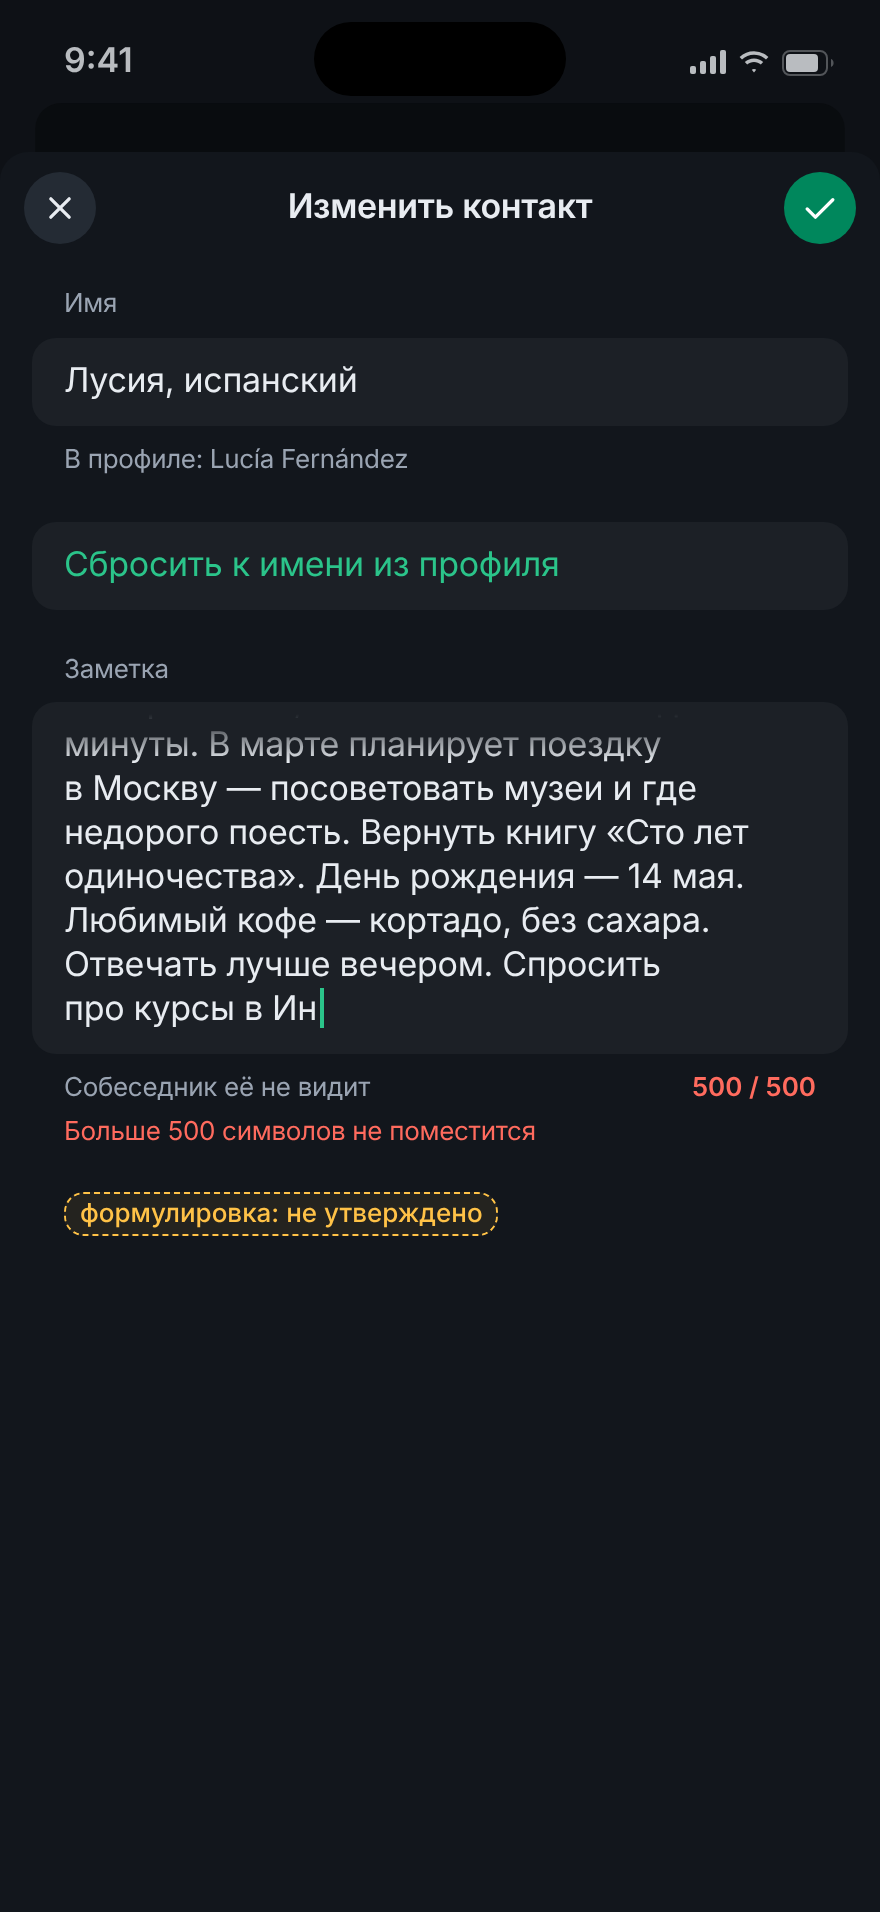 9:41
Изменить контакт
Имя
Лусия, испанский
В профиле: Lucía Fernández
Сбросить к имени из профиля
Заметка
минуты. В марте планирует поездку
в Москву — посоветовать музеи и где
недорого поесть. Вернуть книгу «Сто лет
одиночества». День рождения — 14 мая.
Любимый кофе — кортадо, без сахара.
Отвечать лучше вечером. Спросить
про курсы в Ин
Собеседник её не видит
500 / 500
Больше 500 символов не поместится
формулировка: не утверждено